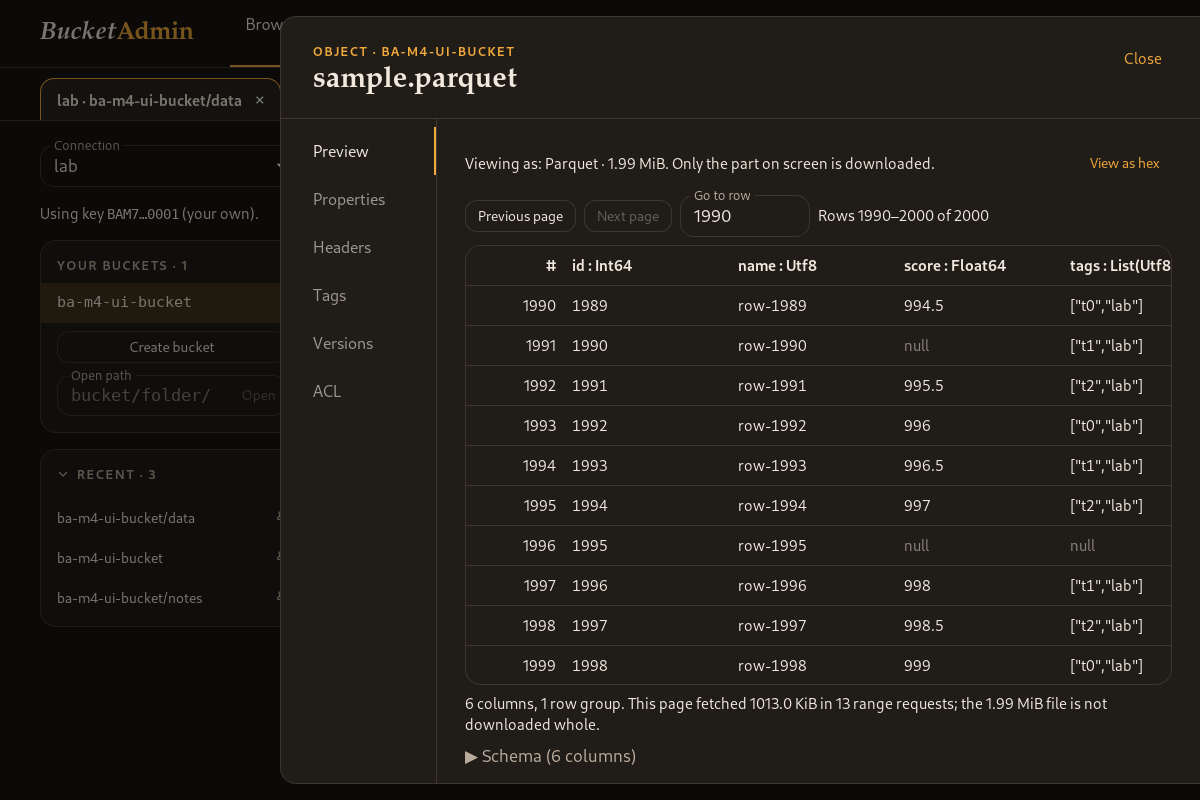 BucketAdmin
Brow
lab · ba-m4-ui-bucket/data ×
Connection
lab
Using key BAM7…0001 (your own).
YOUR BUCKETS · 1
ba-m4-ui-bucket
Create bucket
Open path
bucket/folder/ Open
RECENT · 3
ba-m4-ui-bucket/data
ba-m4-ui-bucket
ba-m4-ui-bucket/notes
OBJECT · BA-M4-UI-BUCKET
sample.parquet
Close
Preview
Properties
Headers
Tags
Versions
ACL
Viewing as: Parquet · 1.99 MiB. Only the part on screen is downloaded.
View as hex
Previous page Next page
Go to row
1990
Rows 1990–2000 of 2000
# id : Int64 name : Utf8 score : Float64 tags : List(Utf8
1990 1989 row-1989 994.5 ["t0","lab"]
1991 1990 row-1990 null ["t1","lab"]
1992 1991 row-1991 995.5 ["t2","lab"]
1993 1992 row-1992 996 ["t0","lab"]
1994 1993 row-1993 996.5 ["t1","lab"]
1995 1994 row-1994 997 ["t2","lab"]
1996 1995 row-1995 null null
1997 1996 row-1996 998 ["t1","lab"]
1998 1997 row-1997 998.5 ["t2","lab"]
1999 1998 row-1998 999 ["t0","lab"]
6 columns, 1 row group. This page fetched 1013.0 KiB in 13 range requests; the 1.99 MiB file is not
downloaded whole.
▶ Schema (6 columns)